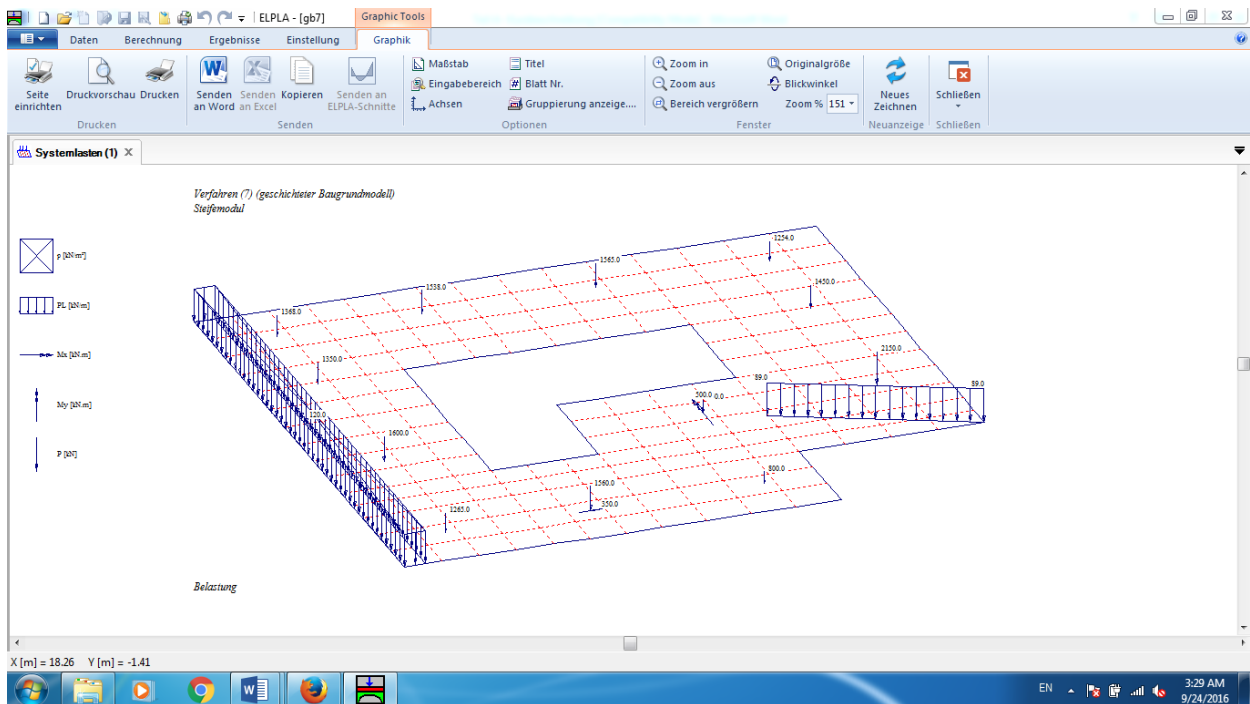 ELPLA - [gb7]
Graphic Tools
Daten
Berechnung
Ergebnisse
Einstellung
Graphik
Seite einrichten
Druckvorschau
Drucken
Drucken
Senden an Word
Senden an Excel
Kopieren
Senden an ELPLA-Schnitte
Senden
Maßstab
Eingabebereich
Achsen
Titel
# Blatt Nr.
Gruppierung anzeige....
Optionen
Zoom in
Zoom aus
Bereich vergrößern
Originalgröße
Blickwinkel
Zoom % 151
Fenster
Neues Zeichnen
Neuanzeige
Schließen
Schließen
Systemlasten (1) X
Verfahren (7) (geschichteter Baugrundmodell)
Steifemodul
p [kN/m²]
PL [kN/m]
Mx [kN.m]
My [kN.m]
P [kN]
1254.0
1565.0
1450.0
1538.0
1368.0
2150.0
1350.0
89.0
89.0
500.0 0.0
120.0
1600.0
800.0
1560.0
350.0
1265.0
Belastung
X [m] = 18.26 Y [m] = -1.41
EN
3:29 AM
9/24/2016